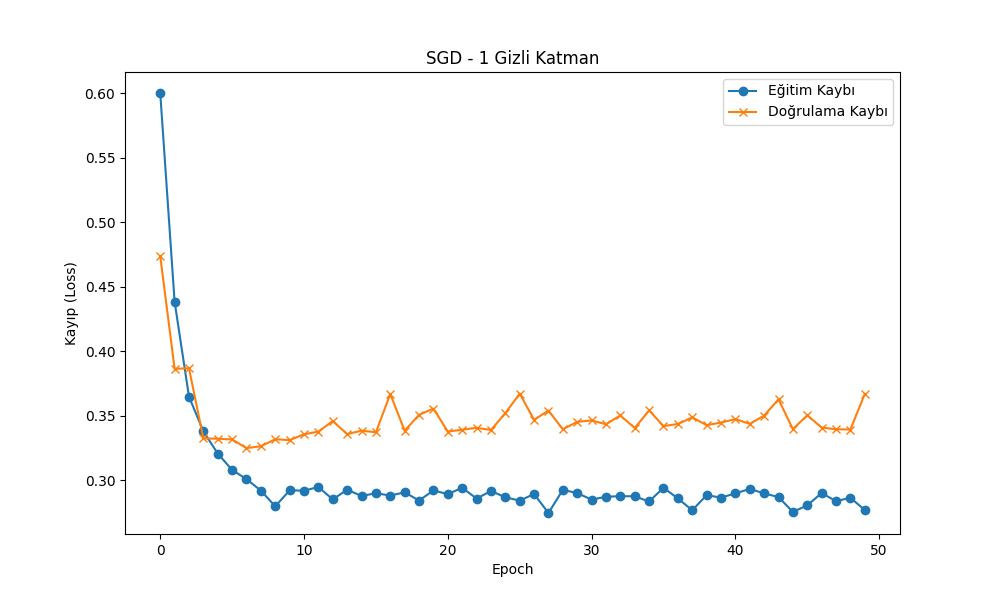 SGD - 1 Gizli Katman
Eğitim Kaybı
Doğrulama Kaybı
Kayıp (Loss)
0.60
0.55
0.50
0.45
0.40
0.35
0.30
0 10 20 30 40 50
Epoch